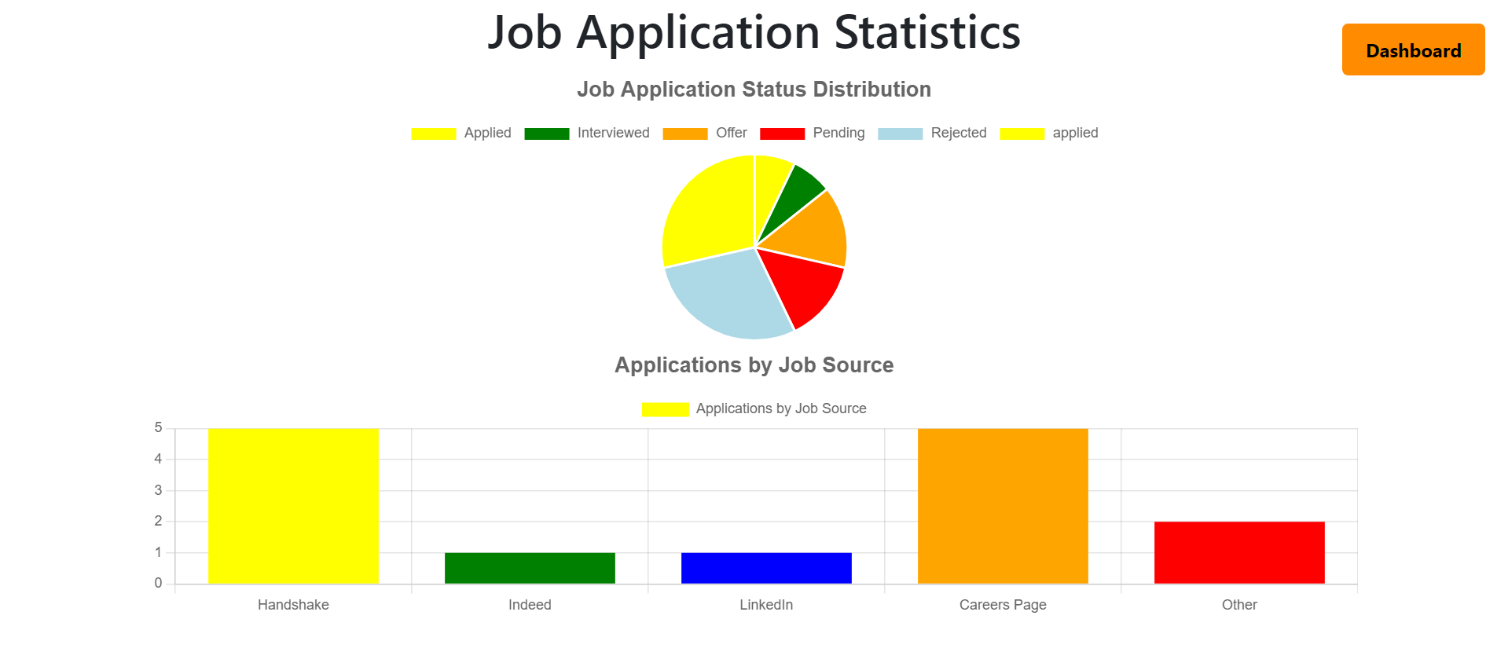 Job Application Statistics
Dashboard
Job Application Status Distribution
Applied Interviewed Offer Pending Rejected applied
Applications by Job Source
Applications by Job Source
5
4
3
2
1
0
Handshake Indeed LinkedIn Careers Page Other